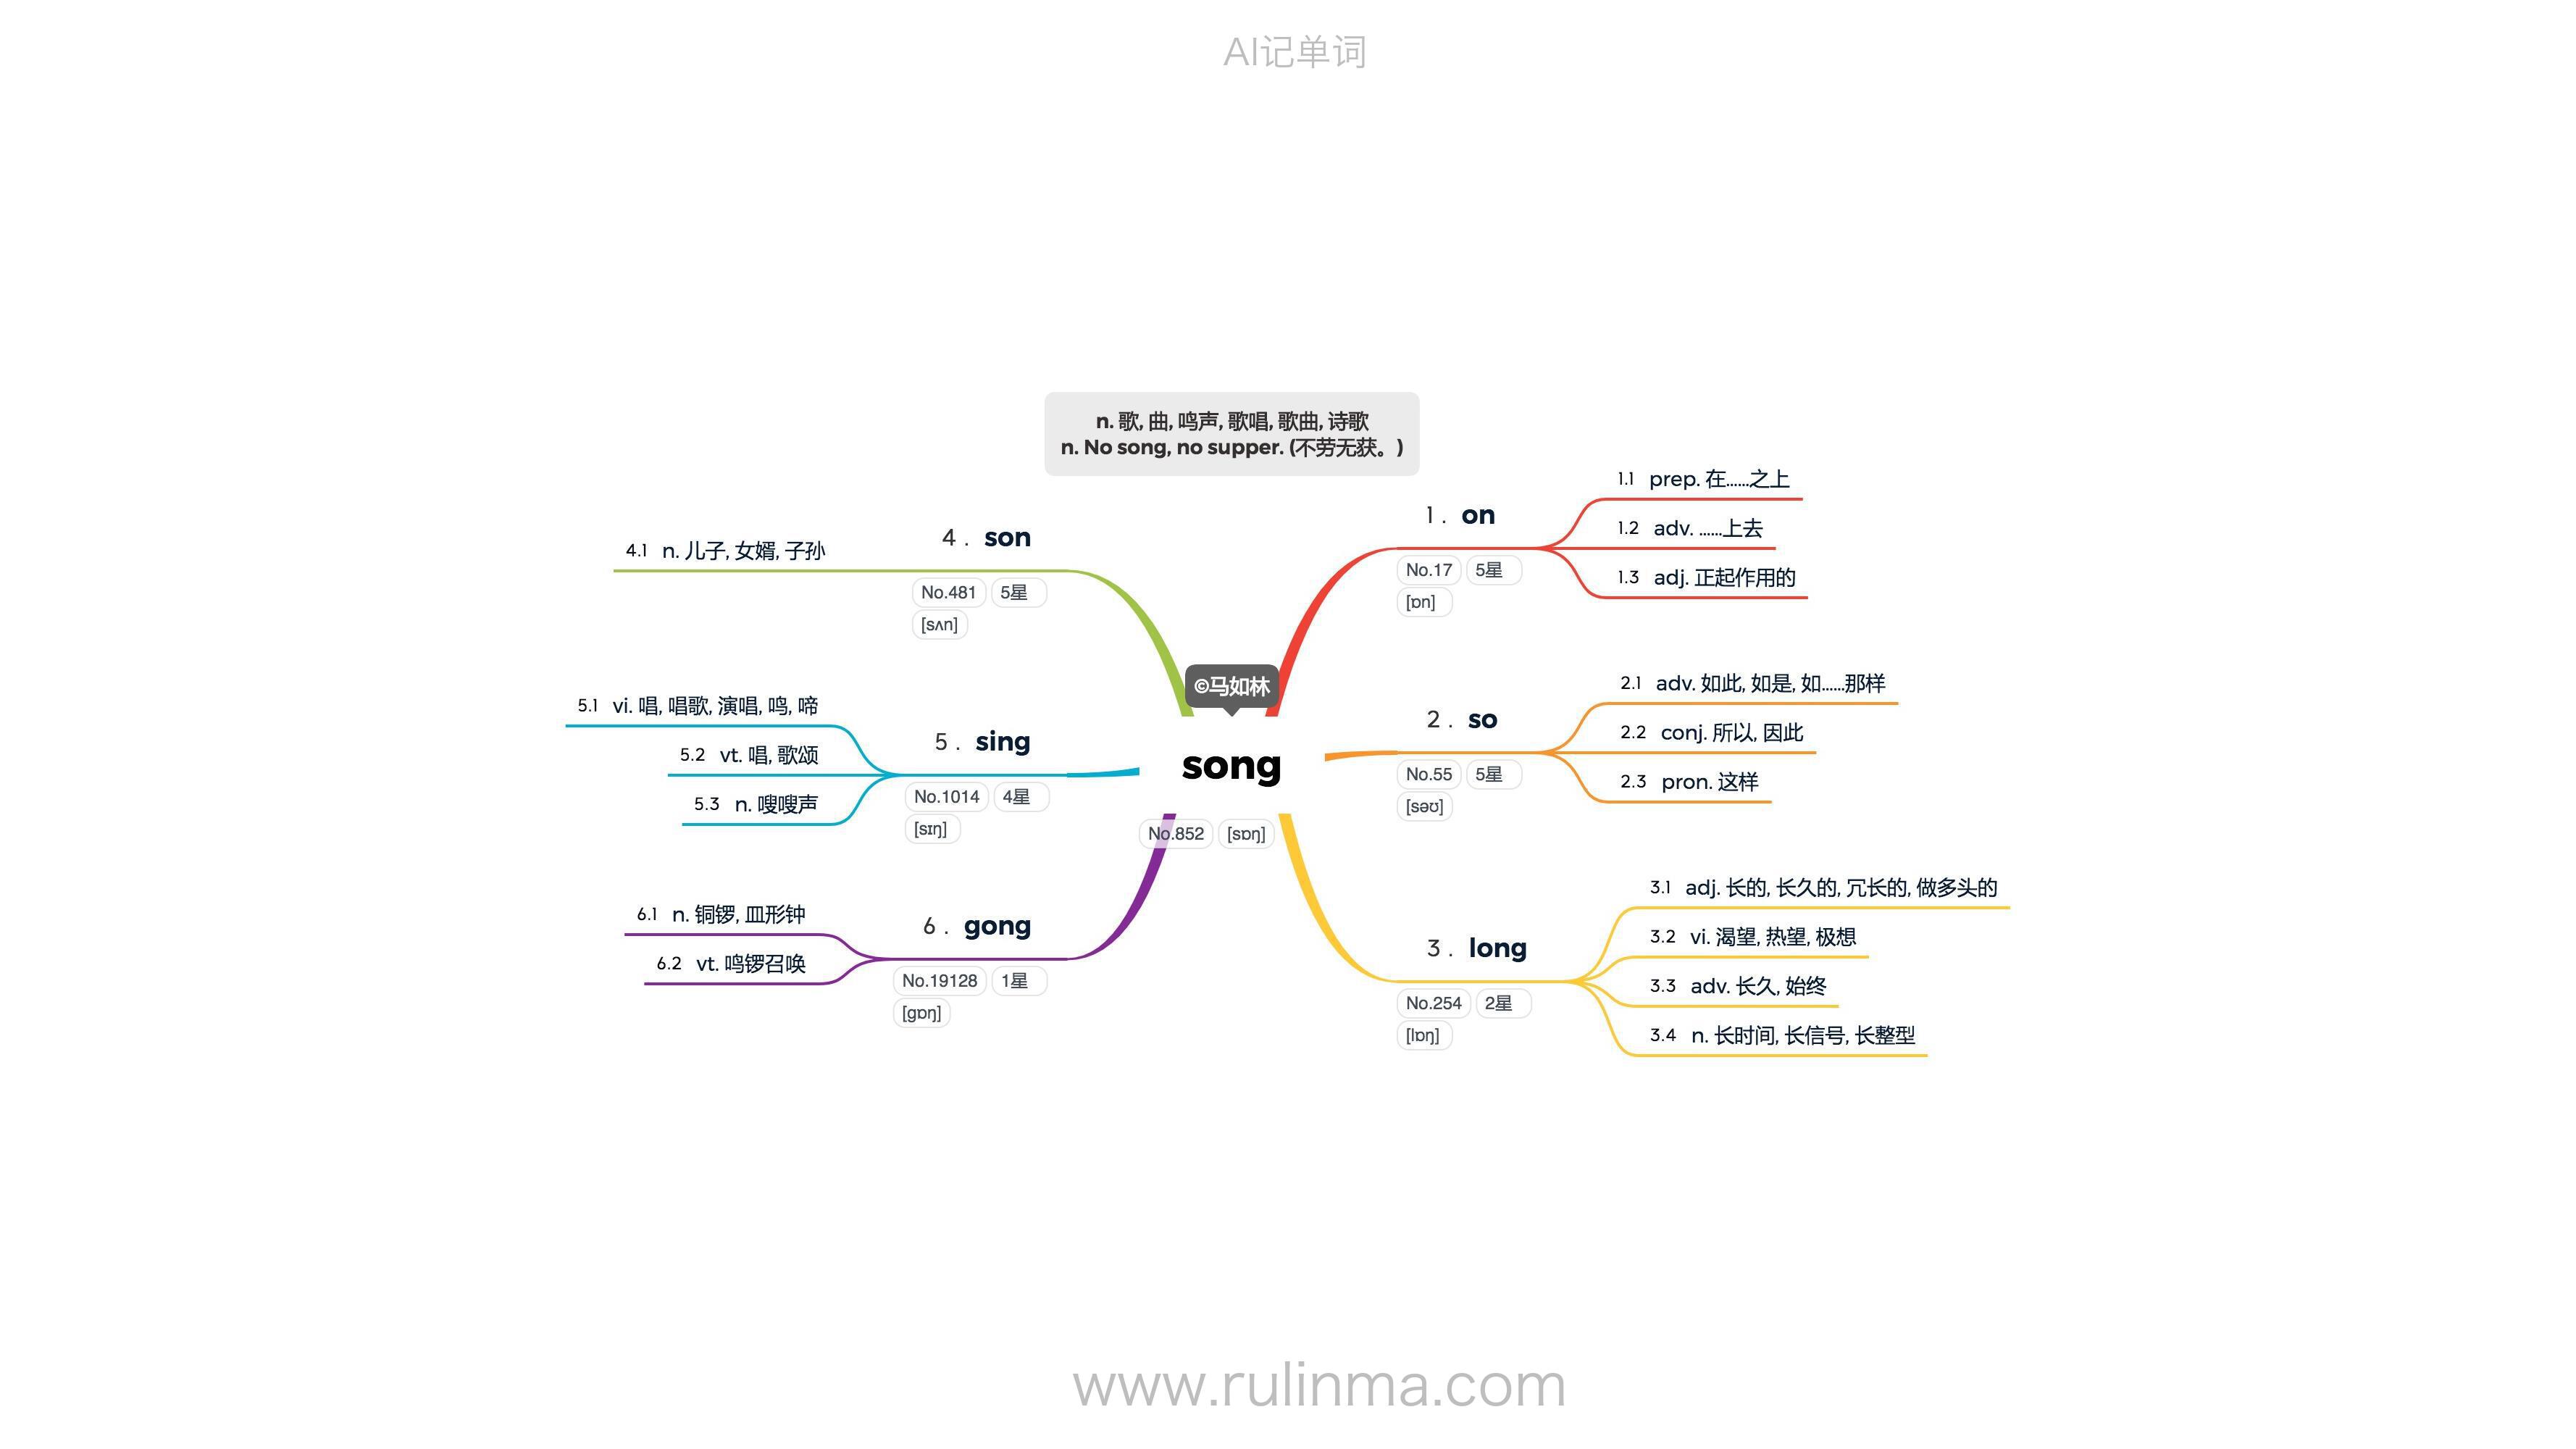 AI记单词
n. 歌, 曲, 鸣声, 歌唱, 歌曲, 诗歌
n. No song, no supper. (不劳无获。)
©马如林
song
No.852 [sɒŋ]
1 . on
No.17 5星
[ɒn]
1.1 prep. 在……之上
1.2 adv. ……上去
1.3 adj. 正起作用的
2 . so
No.55 5星
[səʊ]
2.1 adv. 如此, 如是, 如……那样
2.2 conj. 所以, 因此
2.3 pron. 这样
3 . long
No.254 2星
[lɒŋ]
3.1 adj. 长的, 长久的, 冗长的, 做多头的
3.2 vi. 渴望, 热望, 极想
3.3 adv. 长久, 始终
3.4 n. 长时间, 长信号, 长整型
4 . son
No.481 5星
[sʌn]
4.1 n. 儿子, 女婿, 子孙
5 . sing
No.1014 4星
[sɪŋ]
5.1 vi. 唱, 唱歌, 演唱, 鸣, 啼
5.2 vt. 唱, 歌颂
5.3 n. 嗖嗖声
6 . gong
No.19128 1星
[gɒŋ]
6.1 n. 铜锣, 皿形钟
6.2 vt. 鸣锣召唤
www.rulinma.com